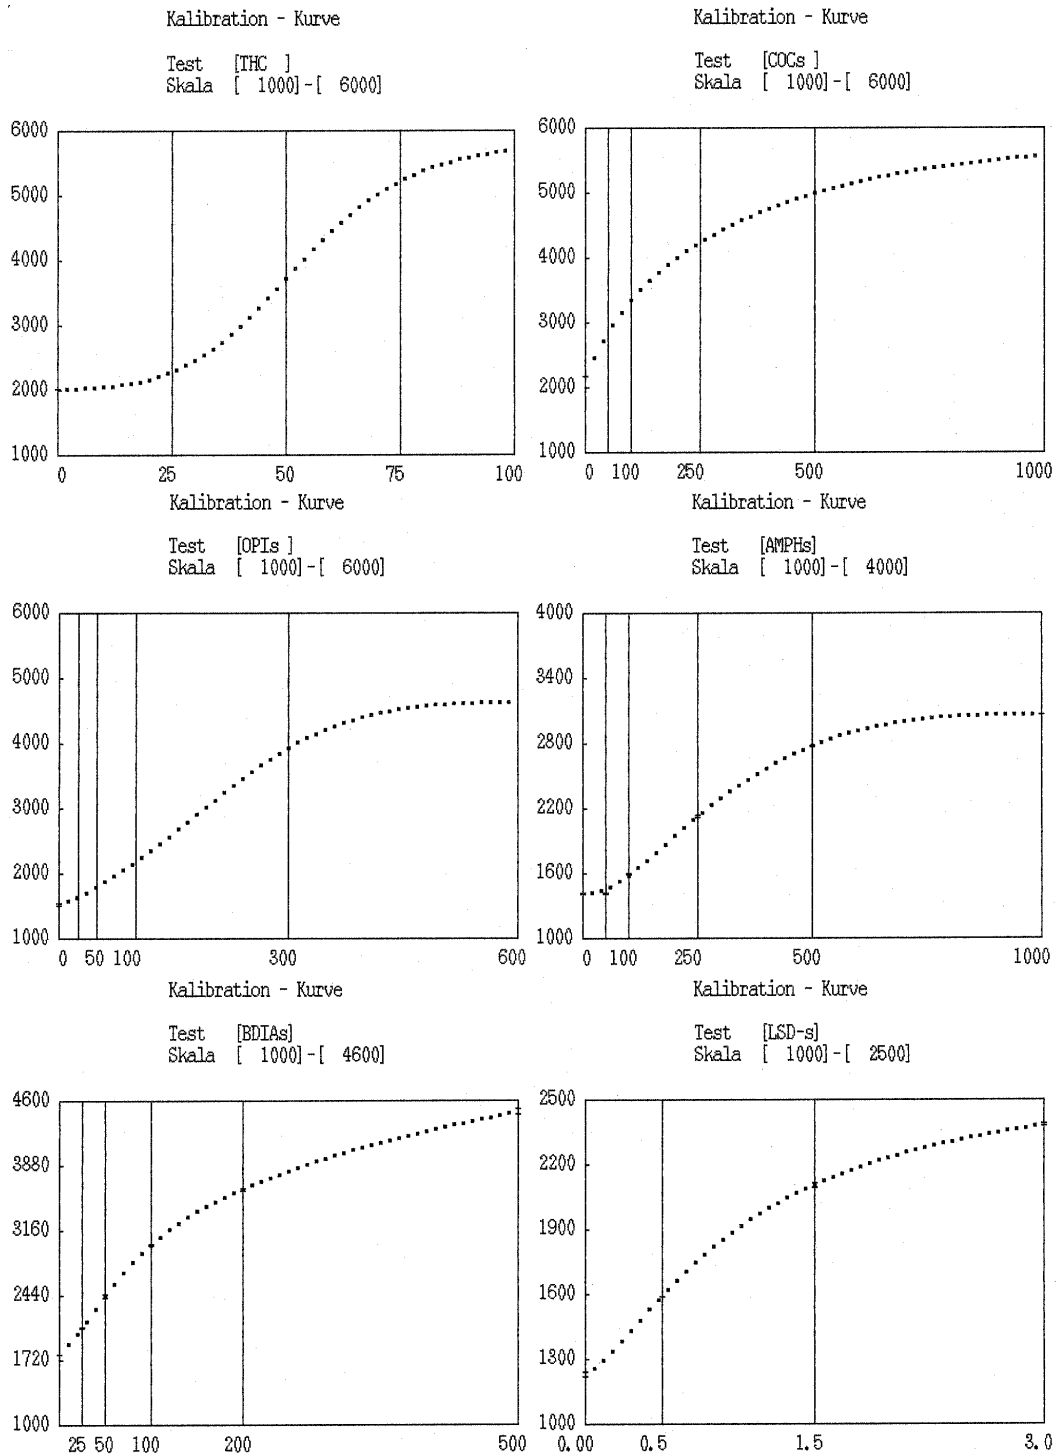 Kalibration - Kurve
Test [THC ]
Skala [ 1000]-[ 6000]
6000
5000
4000
3000
2000
1000
0 25 50 75 100
Kalibration - Kurve
Test [COCs ]
Skala [ 1000]-[ 6000]
6000
5000
4000
3000
2000
1000
0 100 250 500 1000
Kalibration - Kurve
Test [OPIs ]
Skala [ 1000]-[ 6000]
6000
5000
4000
3000
2000
1000
0 50 100 300 600
Kalibration - Kurve
Test [AMPHs]
Skala [ 1000]-[ 4000]
4000
3400
2800
2200
1600
1000
0 100 250 500 1000
Kalibration - Kurve
Test [BDIAs]
Skala [ 1000]-[ 4600]
4600
3880
3160
2440
1720
1000
25 50 100 200 500
Kalibration - Kurve
Test [LSD-s]
Skala [ 1000]-[ 2500]
2500
2200
1900
1600
1300
1000
0.00 0.5 1.5 3.0